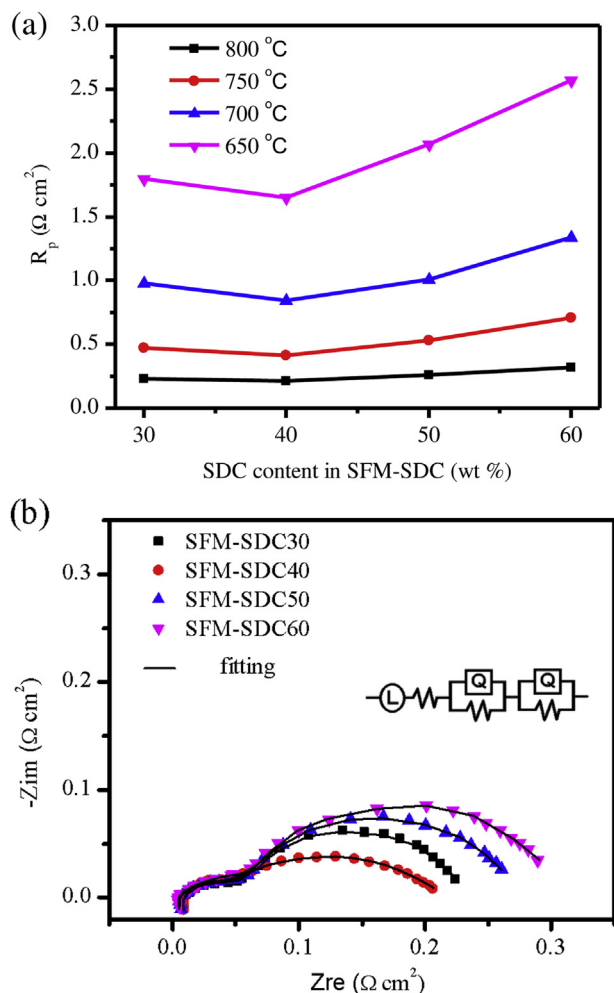 (a)
3.0
2.5
2.0
1.5
1.0
0.5
0.0
R_p (Ω cm²)
800 °C
750 °C
700 °C
650 °C
30 40 50 60
SDC content in SFM-SDC (wt %)
(b)
0.3
0.2
0.1
0.0
-Zim (Ω cm²)
SFM-SDC30
SFM-SDC40
SFM-SDC50
SFM-SDC60
fitting
L Q Q
0.0 0.1 0.2 0.3
Zre (Ω cm²)